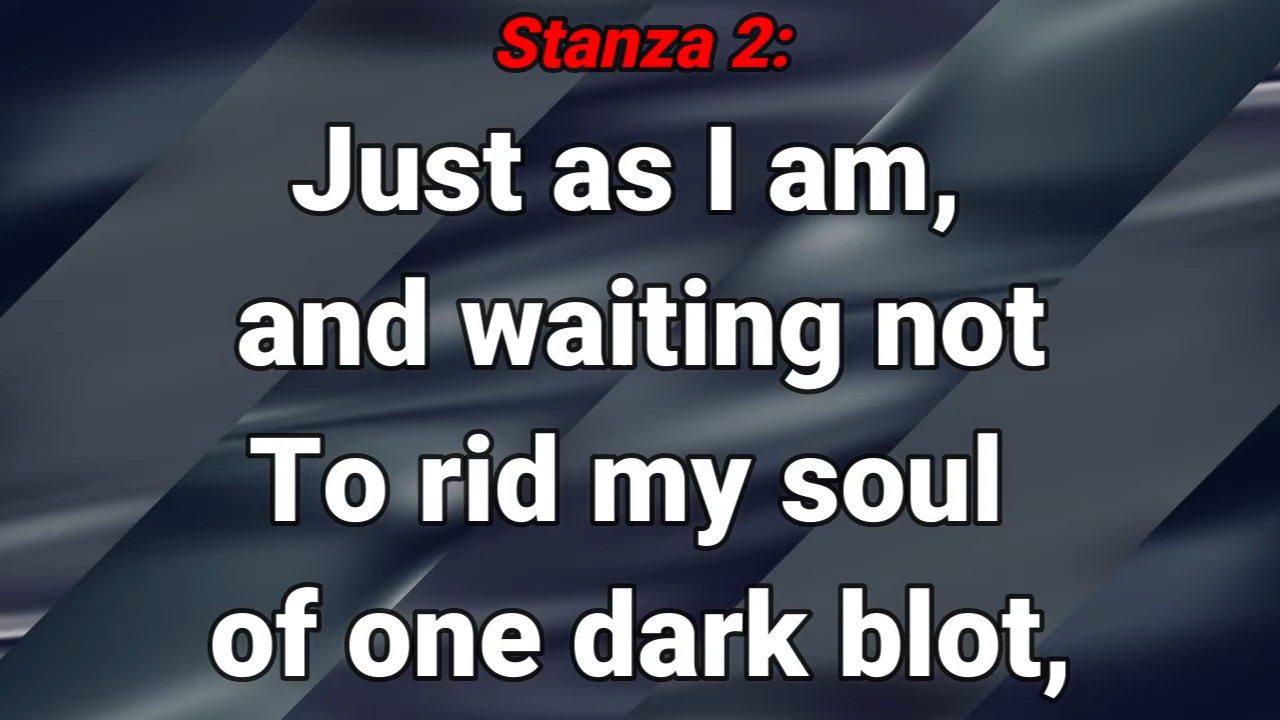 Stanza 2:
Just as I am,
and waiting not
To rid my soul
of one dark blot,